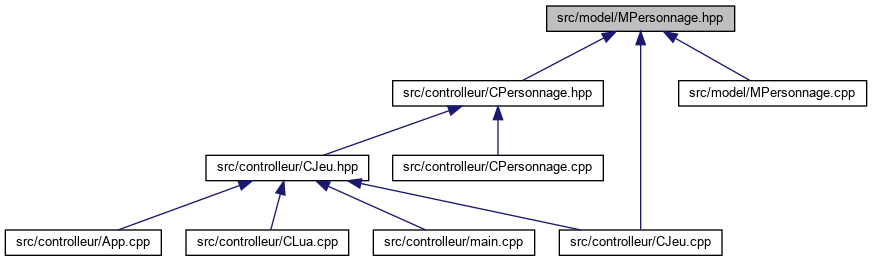 src/model/MPersonnage.hpp
src/controlleur/CPersonnage.hpp
src/model/MPersonnage.cpp
src/controlleur/CJeu.hpp
src/controlleur/CPersonnage.cpp
src/controlleur/App.cpp
src/controlleur/CLua.cpp
src/controlleur/main.cpp
src/controlleur/CJeu.cpp